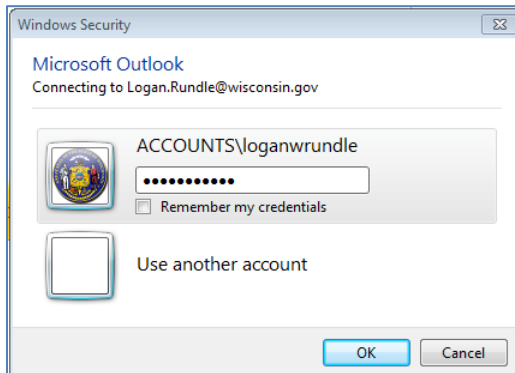 Windows Security
Microsoft Outlook
Connecting to Logan.Rundle@wisconsin.gov
ACCOUNTS\loganwrundle
•••••••••••
Remember my credentials
Use another account
OK
Cancel